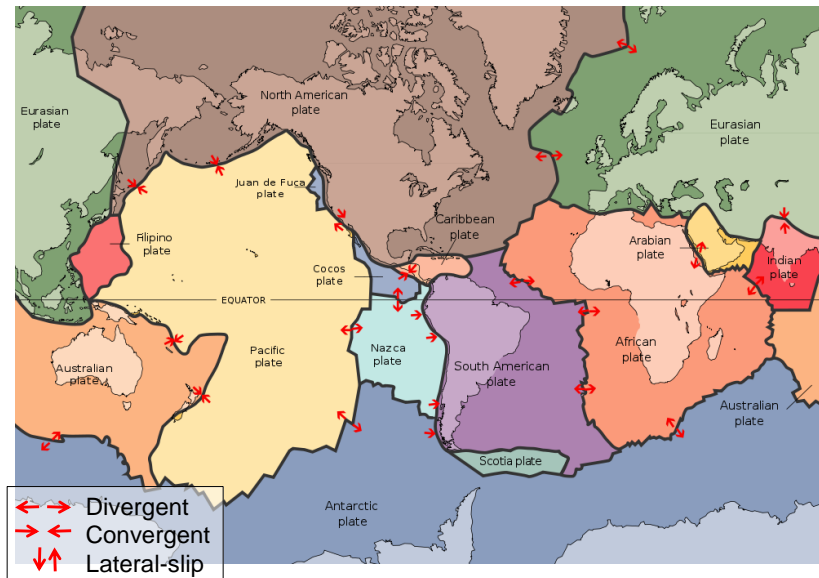 North American
plate
Eurasian
plate
Eurasian
plate
Juan de Fuca
plate
Caribbean
plate
Filipino
plate
Arabian
plate
Indian
plate
Cocos
plate
EQUATOR
Pacific
plate
Nazca
plate
South American
plate
African
plate
Australian
plate
Australian
plate
Scotia plate
Antarctic
plate
Divergent
Convergent
Lateral-slip